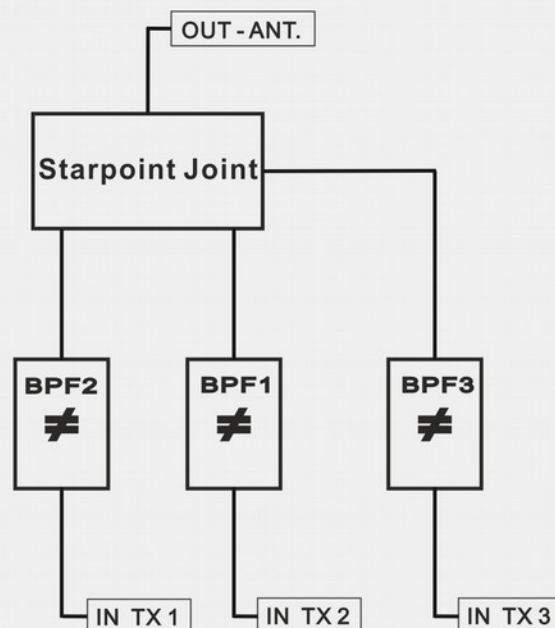 OUT - ANT.
Starpoint Joint
BPF2
≠
BPF1
≠
BPF3
≠
IN TX 1
IN TX 2
IN TX 3